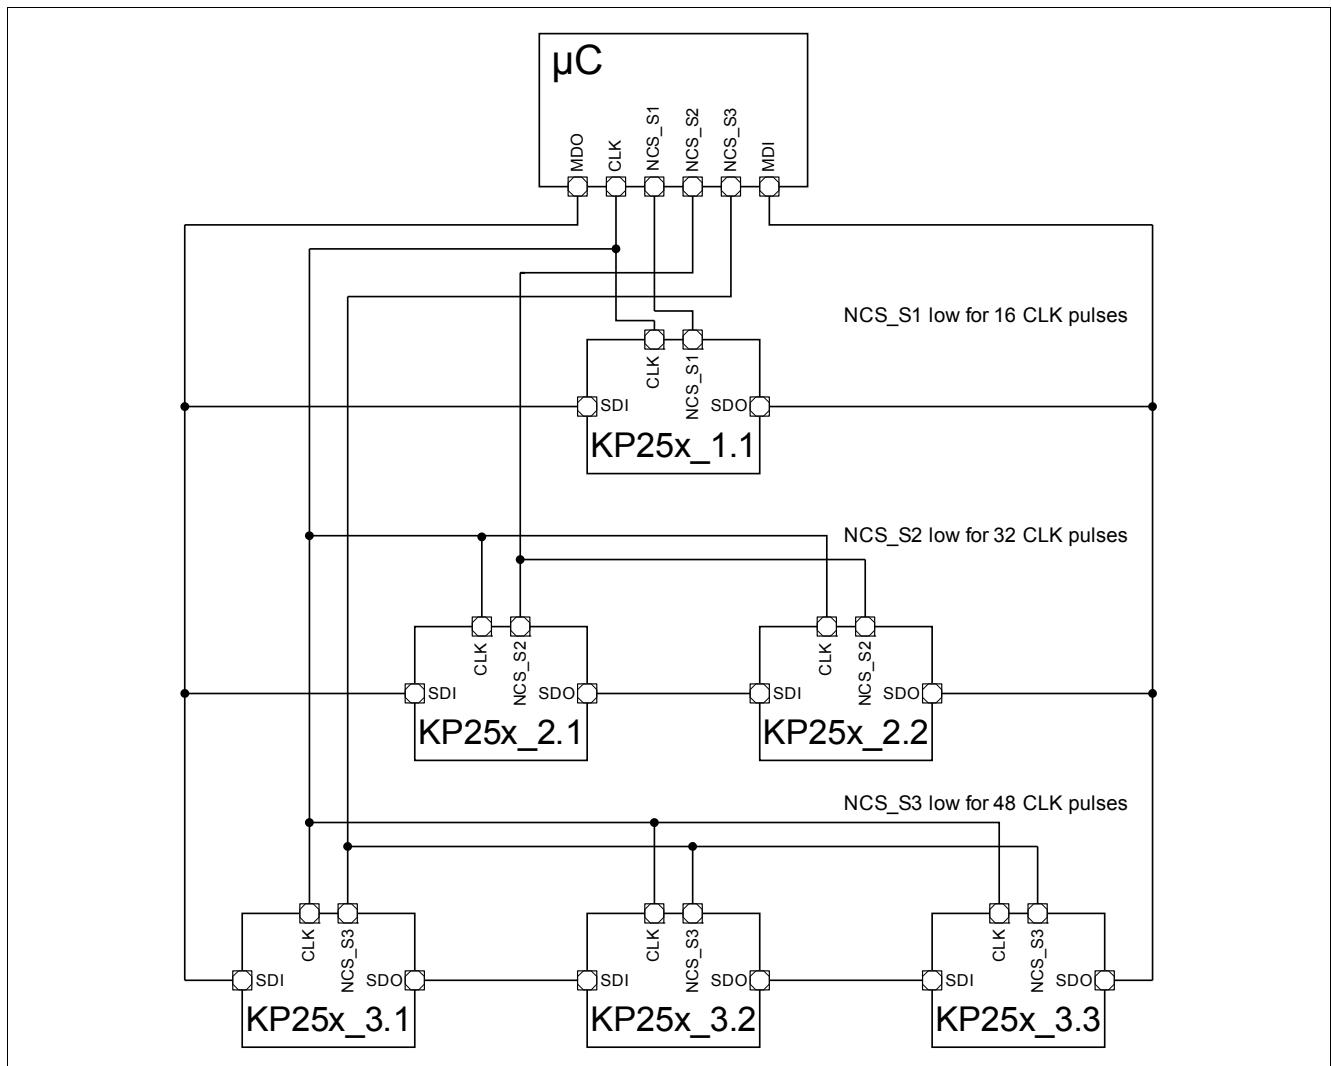 µC
MDO
CLK
NCS_S1
NCS_S2
NCS_S3
MDI
NCS_S1 low for 16 CLK pulses
CLK
NCS_S1
SDI
SDO
KP25x_1.1
NCS_S2 low for 32 CLK pulses
CLK
NCS_S2
SDI
SDO
KP25x_2.1
CLK
NCS_S2
SDI
SDO
KP25x_2.2
NCS_S3 low for 48 CLK pulses
CLK
NCS_S3
SDI
SDO
KP25x_3.1
CLK
NCS_S3
SDI
SDO
KP25x_3.2
CLK
NCS_S3
SDI
SDO
KP25x_3.3